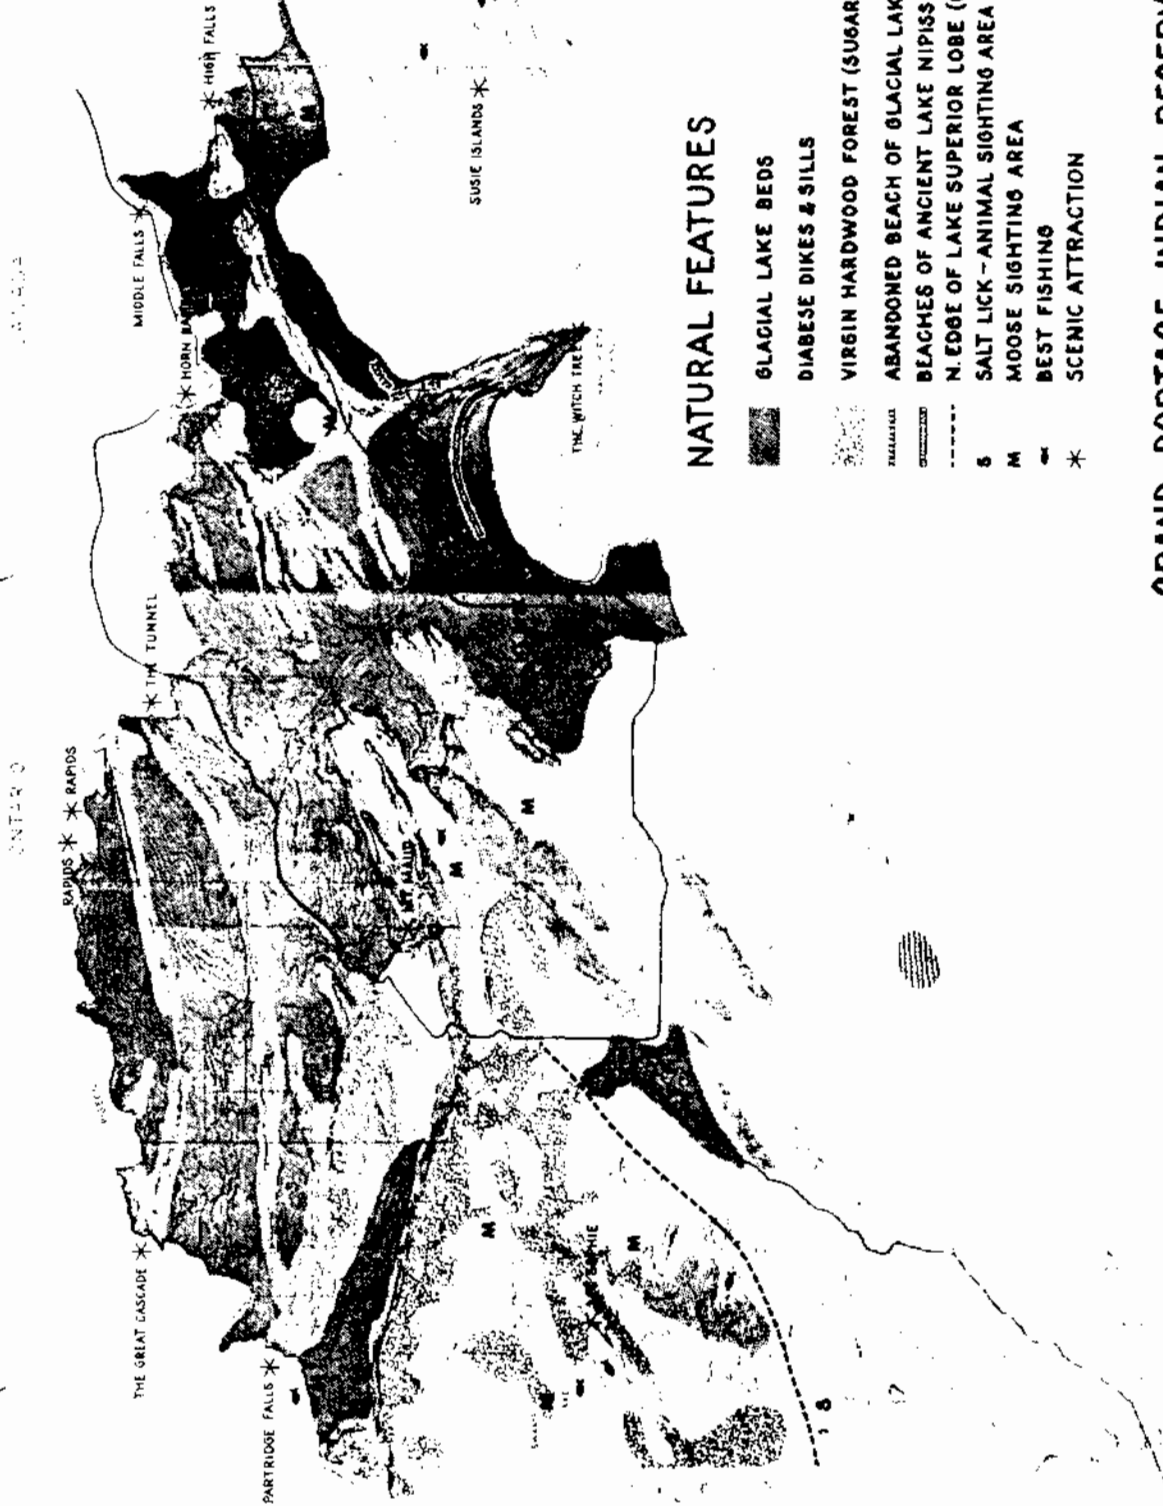 ONTARIO
RAPIDS
RAPIDS
THE TUNNEL
MIDDLE FALLS
HIGH FALLS
THE GREAT CASCADE
PARTRIDGE FALLS
MT. MAUD
SUSIE ISLANDS
THE WITCH TREE
M
M
M
M
M
S
NATURAL FEATURES
GLACIAL LAKE BEDS
DIABESE DIKES & SILLS
VIRGIN HARDWOOD FOREST (SUGAR
ABANDONED BEACH OF GLACIAL LAK
BEACHES OF ANCIENT LAKE NIPISS
N. EDGE OF LAKE SUPERIOR LOBE (
S SALT LICK-ANIMAL SIGHTING AREA
M MOOSE SIGHTING AREA
BEST FISHING
SCENIC ATTRACTION